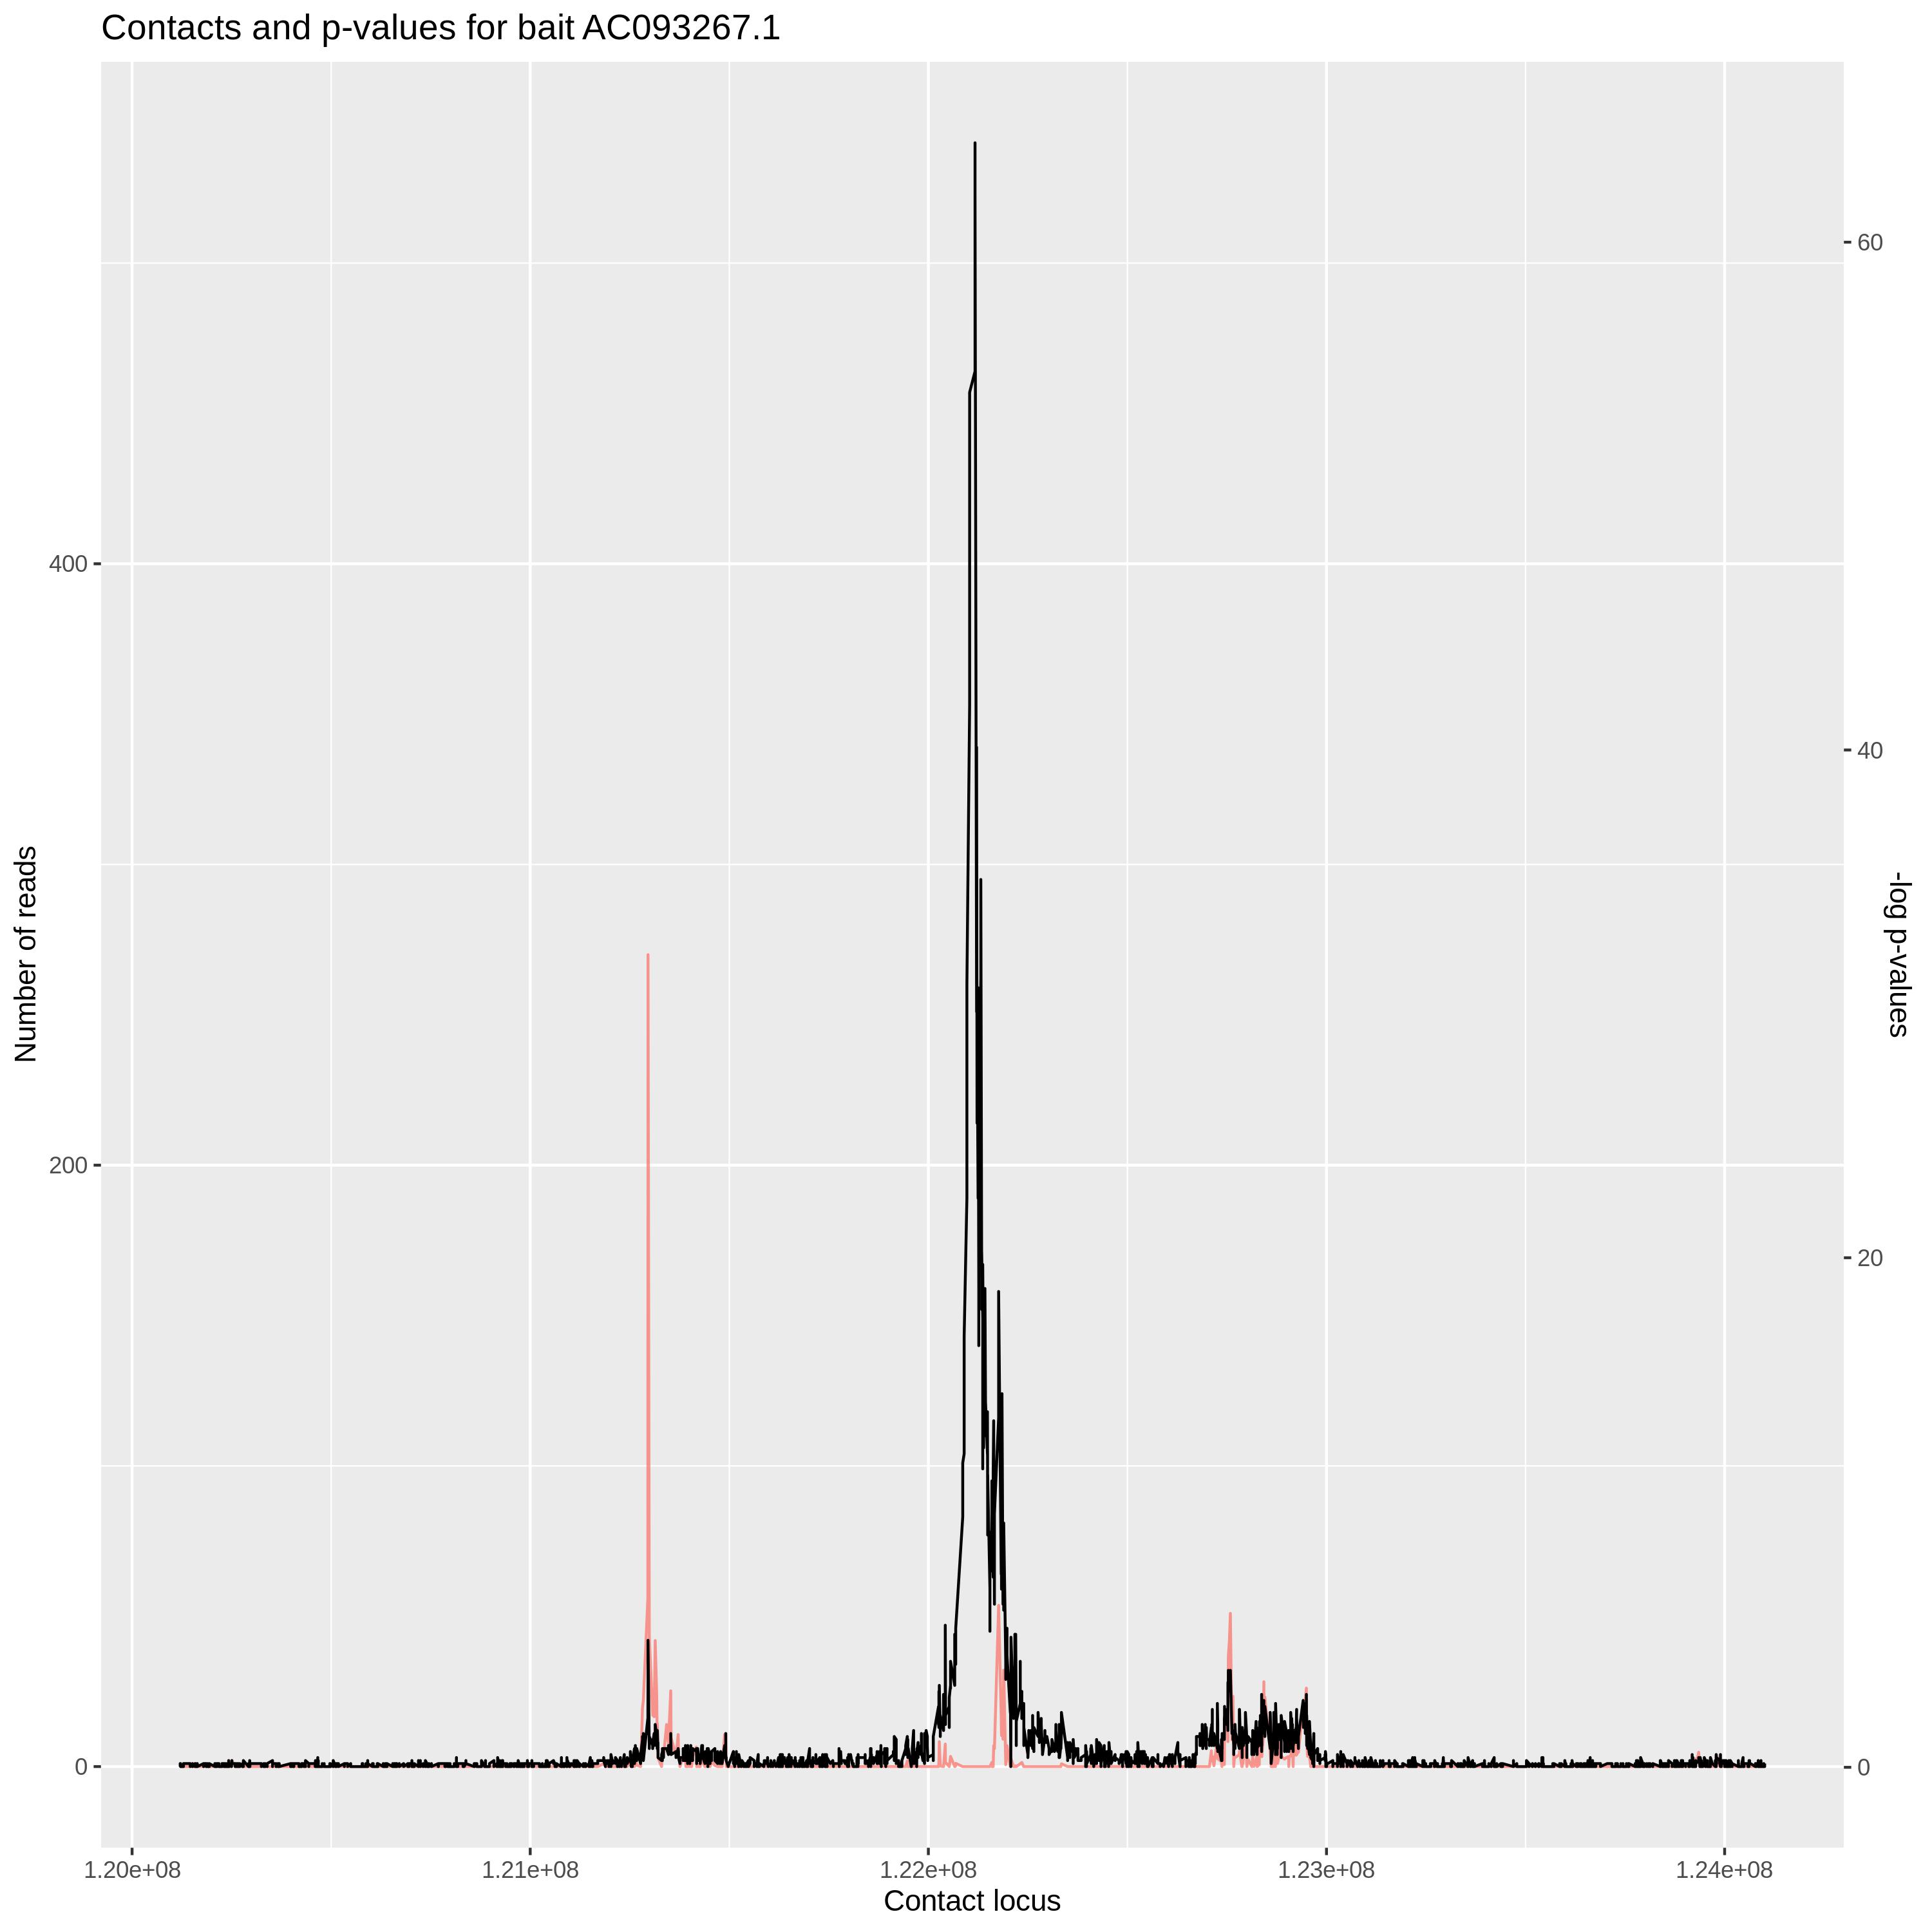 Contacts and p-values for bait AC093267.1
Number of reads
400
200
0
60
40
20
0
-log p-values
1.20e+08
1.21e+08
1.22e+08
1.23e+08
1.24e+08
Contact locus